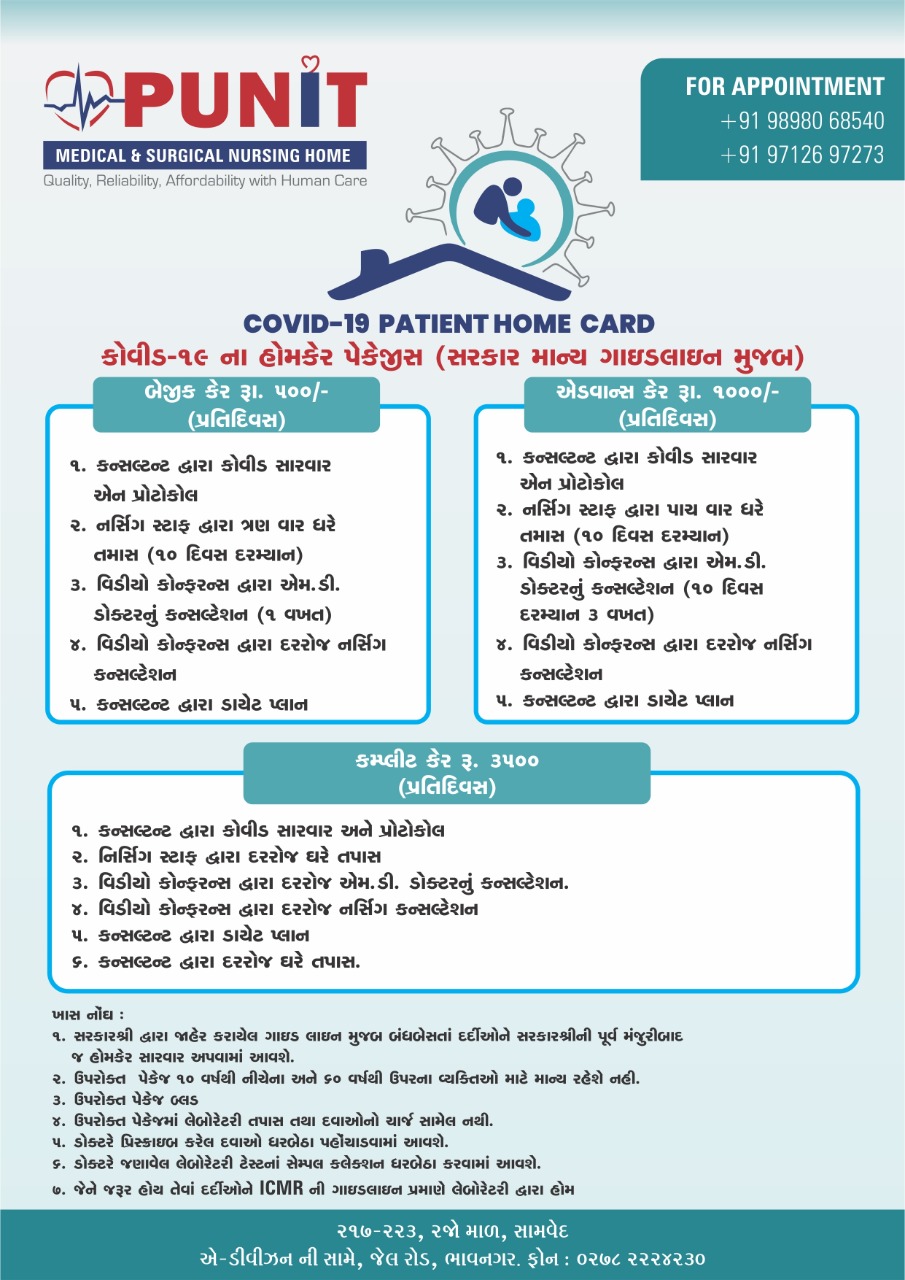 PUNiT
MEDICAL & SURGICAL NURSING HOME
Quality, Reliability, Affordability with Human Care
FOR APPOINTMENT
+91 98980 68540
+91 97126 97273
COVID-19 PATIENT HOME CARD
કોવીડ-૧૯ ના હોમકેર પેકેજીસ (સરકાર માન્ય ગાઇડલાઇન મુજબ)
બેજીક કેર રૂા. ૫૦૦/-
(પ્રતિદિવસ)
૧. કન્સલ્ટન્ટ દ્વારા કોવીડ સારવાર
એન પ્રોટોકોલ
૨. નર્સિગ સ્ટાફ દ્વારા ત્રણ વાર ઘરે
તમાસ (૧૦ દિવસ દરમ્યાન)
૩. વિડીયો કોન્ફરન્સ દ્વારા એમ.ડી.
ડોક્ટરનું કન્સલ્ટેશન (૧ વખત)
૪. વિડીયો કોન્ફરન્સ દ્વારા દરરોજ નર્સિગ
કન્સલ્ટેશન
૫. કન્સલ્ટન્ટ દ્વારા ડાયેટ પ્લાન
એડવાન્સ કેર રૂા. ૧૦૦૦/-
(પ્રતિદિવસ)
૧. કન્સલ્ટન્ટ દ્વારા કોવીડ સારવાર
એન પ્રોટોકોલ
૨. નર્સિગ સ્ટાફ દ્વારા પાચ વાર ઘરે
તમાસ (૧૦ દિવસ દરમ્યાન)
૩. વિડીયો કોન્ફરન્સ દ્વારા એમ.ડી.
ડોક્ટરનું કન્સલ્ટેશન (૧૦ દિવસ
દરમ્યાન ૩ વખત)
૪. વિડીયો કોન્ફરન્સ દ્વારા દરરોજ નર્સિગ
કન્સલ્ટેશન
૫. કન્સલ્ટન્ટ દ્વારા ડાયેટ પ્લાન
કમ્પ્લીટ કેર રૂ. ૩૫૦૦
(પ્રતિદિવસ)
૧. કન્સલ્ટન્ટ દ્વારા કોવીડ સારવાર અને પ્રોટોકોલ
૨. નિર્સિગ સ્ટાફ દ્વારા દરરોજ ઘરે તપાસ
૩. વિડીયો કોન્ફરન્સ દ્વારા દરરોજ એમ.ડી. ડોક્ટરનું કન્સલ્ટેશન.
૪. વિડીયો કોન્ફરન્સ દ્વારા દરરોજ નર્સિગ કન્સલ્ટેશન
૫. કન્સલ્ટન્ટ દ્વારા ડાયેટ પ્લાન
૬. કન્સલ્ટન્ટ દ્વારા દરરોજ ઘરે તપાસ.
ખાસ નોંધ :
૧. સરકારશ્રી દ્વારા જાહેર કરાયેલ ગાઇડ લાઇન મુજબ બંધબેસતાં દર્દીઓને સરકારશ્રીની પૂર્વ મંજુરીબાદ
જ હોમકેર સારવાર અપવામાં આવશે.
૨. ઉપરોક્ત પેકેજ ૧૦ વર્ષથી નીચેના અને ૬૦ વર્ષથી ઉપરના વ્યક્તિઓ માટે માન્ય રહેશે નહી.
૩. ઉપરોક્ત પેકેજ બ્લડ
૪. ઉપરોક્ત પેકેજમાં લેબોરેટરી તપાસ તથા દવાઓનો ચાર્જ સામેલ નથી.
૫. ડોક્ટરે પ્રિસ્ક્રાઇબ કરેલ દવાઓ ઘરબેઠા પહોંચાડવામાં આવશે.
૬. ડોક્ટરે જણાવેલ લેબોરેટરી ટેસ્ટનાં સેમ્પલ કલેક્શન ઘરબેઠા કરવામાં આવશે.
૭. જેને જરૂર હોય તેવાં દર્દીઓને ICMR ની ગાઇડલાઇન પ્રમાણે લેબોરેટરી દ્વારા હોમ
૨૧૭-૨૨૩, ૨જો માળ, સામવેદ
એ-ડીવીઝન ની સામે, જેલ રોડ, ભાવનગર. ફોન : ૦૨૭૮ ૨૨૨૪૨૩૦